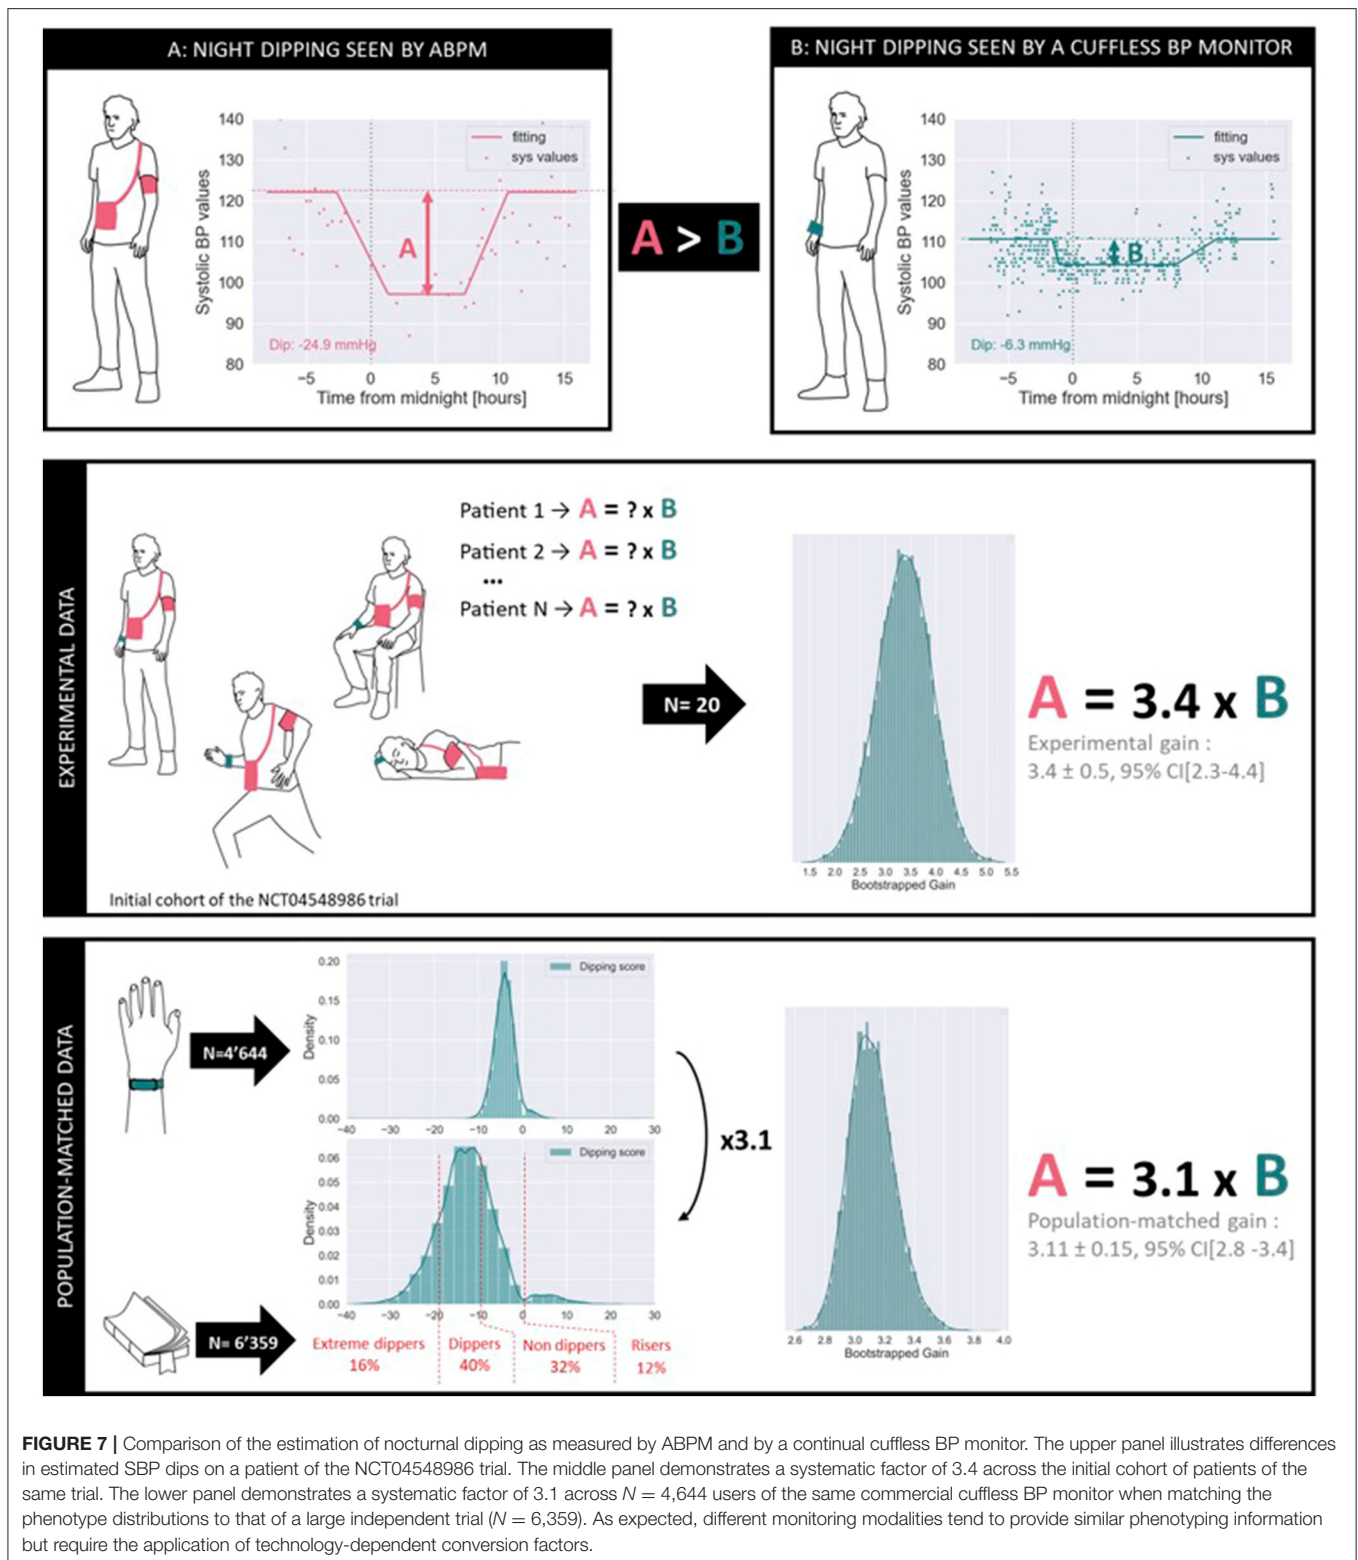 A: NIGHT DIPPING SEEN BY ABPM
140
130
120
110
100
90
80
Systolic BP values
fitting
sys values
A
Dip: -24.9 mmHg
−5 0 5 10 15
Time from midnight [hours]
A > B
B: NIGHT DIPPING SEEN BY A CUFFLESS BP MONITOR
140
130
120
110
100
90
80
Systolic BP values
fitting
sys values
B
Dip: -6.3 mmHg
−5 0 5 10 15
Time from midnight [hours]
EXPERIMENTAL DATA
Patient 1 → A = ? x B
Patient 2 → A = ? x B
...
Patient N → A = ? x B
N= 20
1.5 2.0 2.5 3.0 3.5 4.0 4.5 5.0 5.5
Bootstrapped Gain
A = 3.4 x B
Experimental gain :
3.4 ± 0.5, 95% CI[2.3-4.4]
Initial cohort of the NCT04548986 trial
POPULATION-MATCHED DATA
N=4’644
0.20
0.15
0.10
0.05
0.00
Density
Dipping score
−40 −30 −20 −10 0 10 20 30
0.06
0.05
0.04
0.03
0.02
0.01
0.00
Density
Dipping score
−40 −30 −20 −10 0 10 20 30
x3.1
N= 6’359
Extreme dippers
16%
Dippers
40%
Non dippers
32%
Risers
12%
2.6 2.8 3.0 3.2 3.4 3.6 3.8 4.0
Bootstrapped Gain
A = 3.1 x B
Population-matched gain :
3.11 ± 0.15, 95% CI[2.8 -3.4]
FIGURE 7 | Comparison of the estimation of nocturnal dipping as measured by ABPM and by a continual cuffless BP monitor. The upper panel illustrates differences
in estimated SBP dips on a patient of the NCT04548986 trial. The middle panel demonstrates a systematic factor of 3.4 across the initial cohort of patients of the
same trial. The lower panel demonstrates a systematic factor of 3.1 across N = 4,644 users of the same commercial cuffless BP monitor when matching the
phenotype distributions to that of a large independent trial (N = 6,359). As expected, different monitoring modalities tend to provide similar phenotyping information
but require the application of technology-dependent conversion factors.